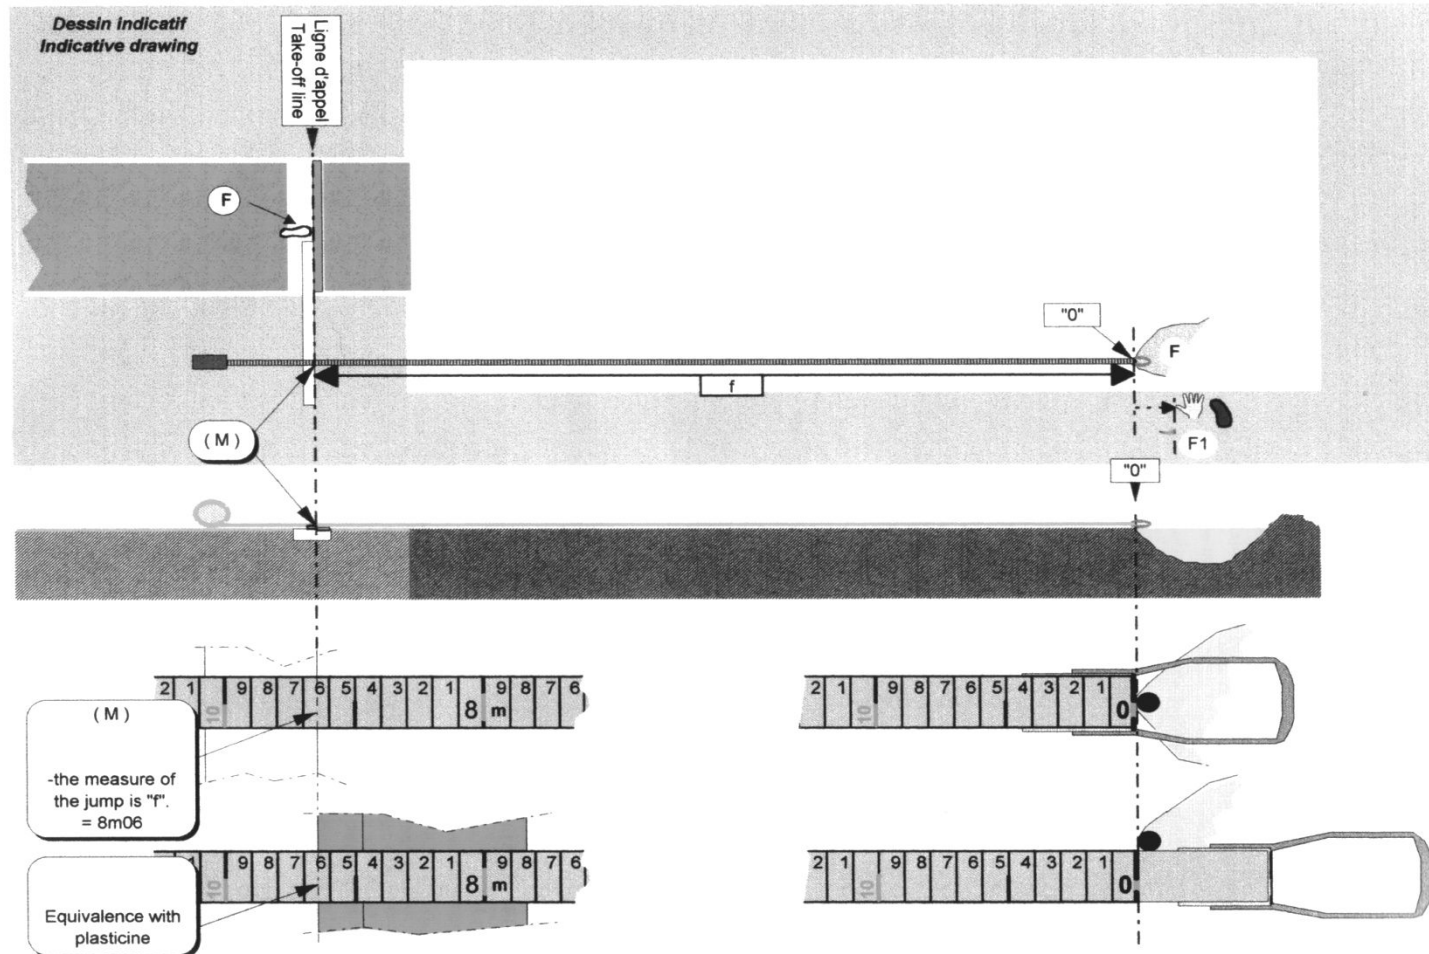 Dessin indicatif
Indicative drawing
Ligne d'appel
Take-off line
F
"0"
F
f
F1
( M )
"0"
2 1 10 9 8 7 6 5 4 3 2 1 8 m 9 8 7 6
2 1 10 9 8 7 6 5 4 3 2 1 0
( M )
-the measure of
the jump is "f".
= 8m06
2 1 10 9 8 7 6 5 4 3 2 1 8 m 9 8 7 6
2 1 10 9 8 7 6 5 4 3 2 1 0
Equivalence with
plasticine